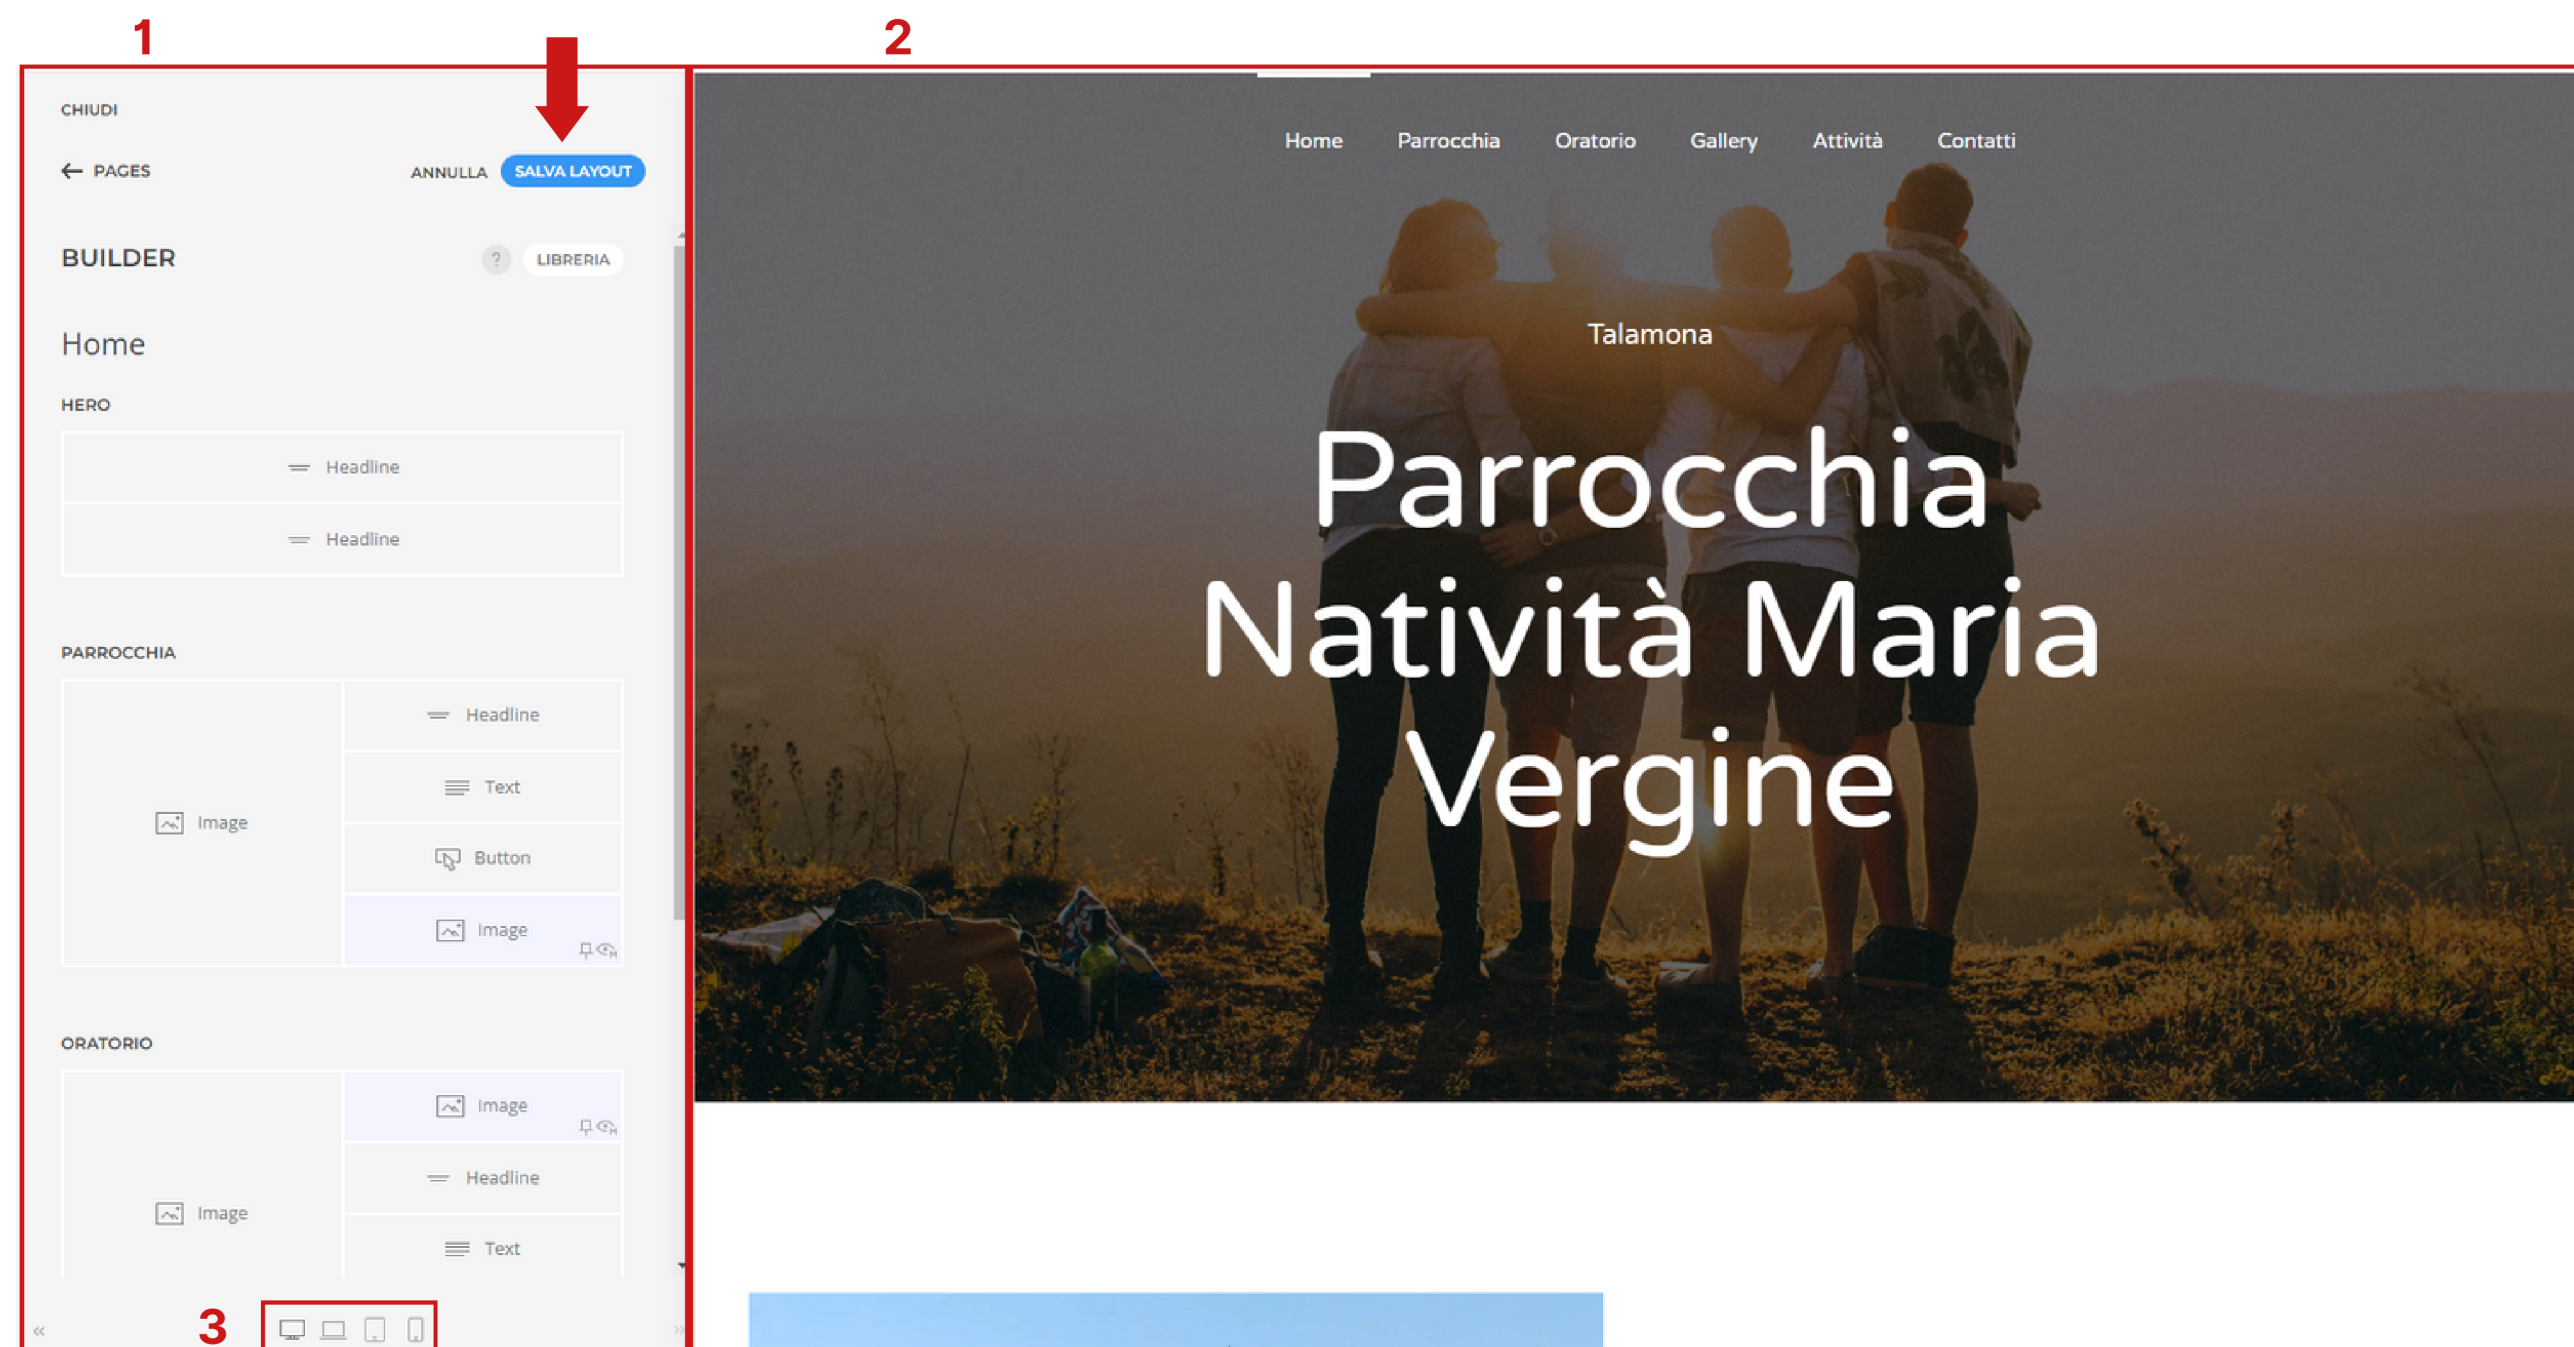 1
2
CHIUDI
PAGES
ANNULLA
SALVA LAYOUT
BUILDER
?
LIBRERIA
Home
HERO
Headline
Headline
PARROCCHIA
Image
Headline
Text
Button
Image
M
ORATORIO
Image
Image
M
Headline
Text
3
«
»
Home Parrocchia Oratorio Gallery Attività Contatti
Talamona
Parrocchia
Natività Maria
Vergine